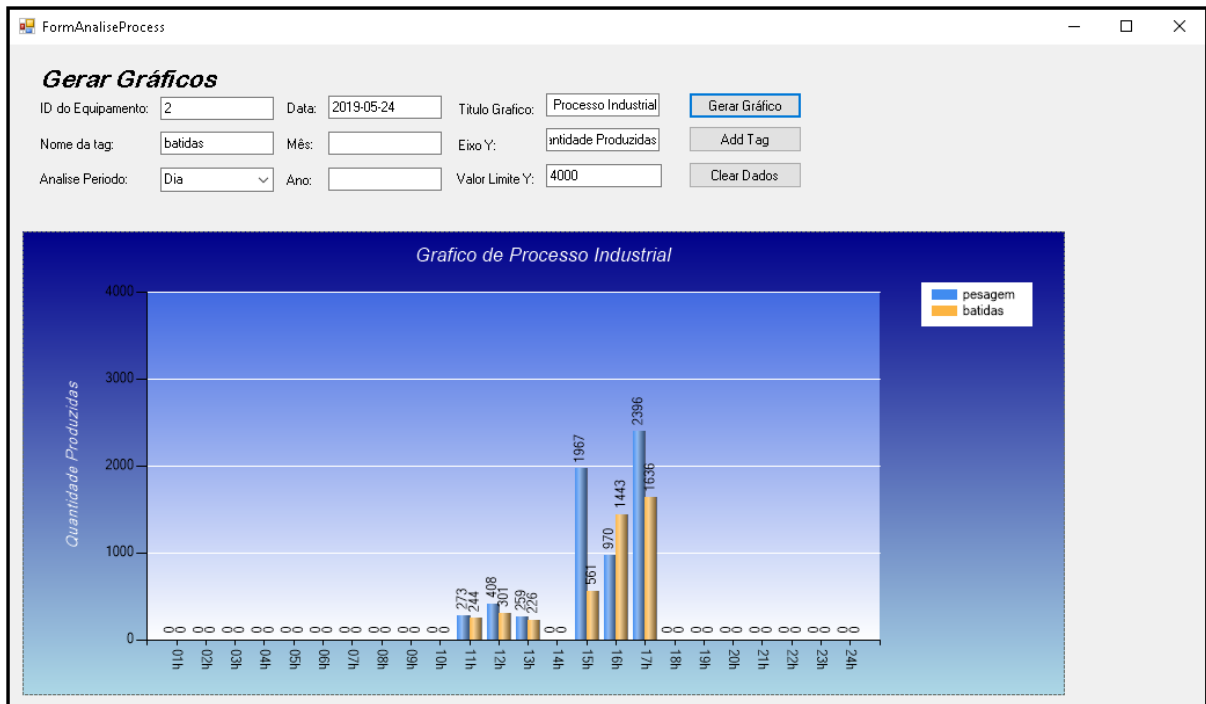 FormAnaliseProcess
Gerar Gráficos
ID do Equipamento: 2 Data: 2019-05-24 Titulo Grafico: Processo Industrial Gerar Gráfico
Nome da tag: batidas Mês: Eixo Y: antidade Produzidas Add Tag
Analise Periodo: Dia Ano: Valor Limite Y: 4000 Clear Dados
Grafico de Processo Industrial
pesagem
batidas
Quantidade Produzidas
4000
3000
2000
1000
0
0 0 0 0 0 0 0 0 0 0 0 0 0 0 0 0 0 0 0 0 273 244 408 301 259 226 0 0 1967 561 970 1443 2396 1636 0 0 0 0 0 0 0 0 0 0 0 0 0 0
01h 02h 03h 04h 05h 06h 07h 08h 09h 10h 11h 12h 13h 14h 15h 16h 17h 18h 19h 20h 21h 22h 23h 24h